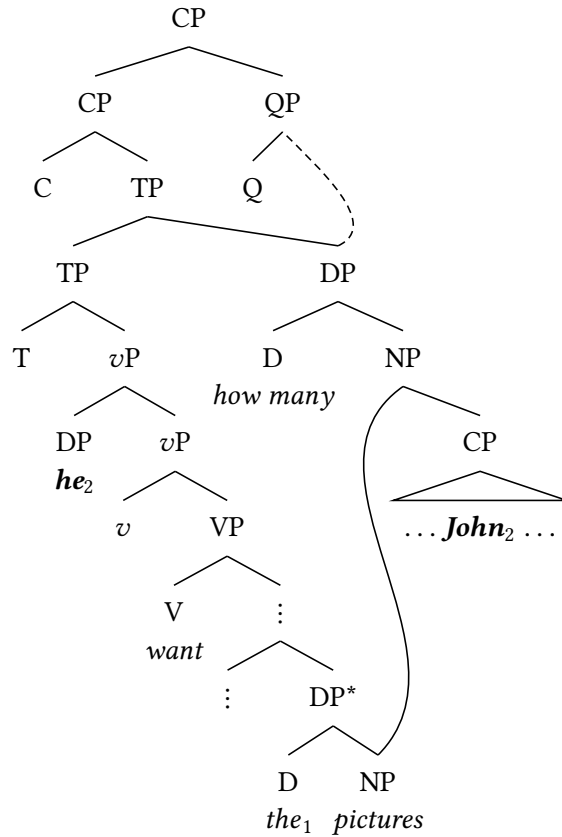 CP
CP QP
C TP Q
TP DP
T vP D NP
how many
DP vP CP
he₂
v VP … John₂ …
V ⋮
want
⋮ DP*
D NP
the₁ pictures